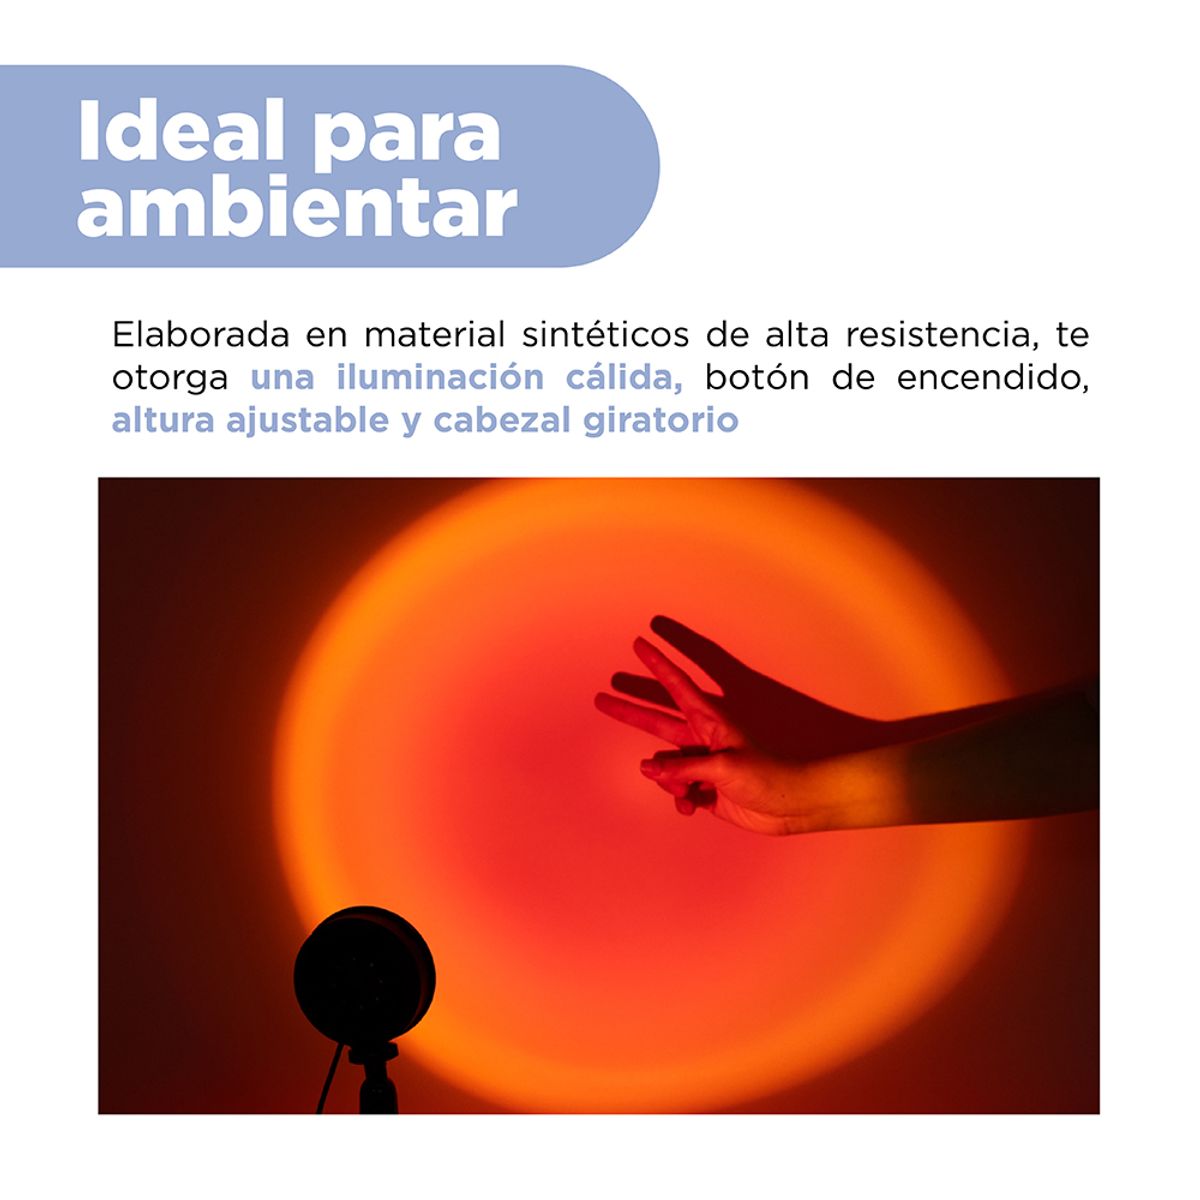 Ideal para
ambientar
Elaborada en material sintéticos de alta resistencia, te
otorga una iluminación cálida, botón de encendido,
altura ajustable y cabezal giratorio